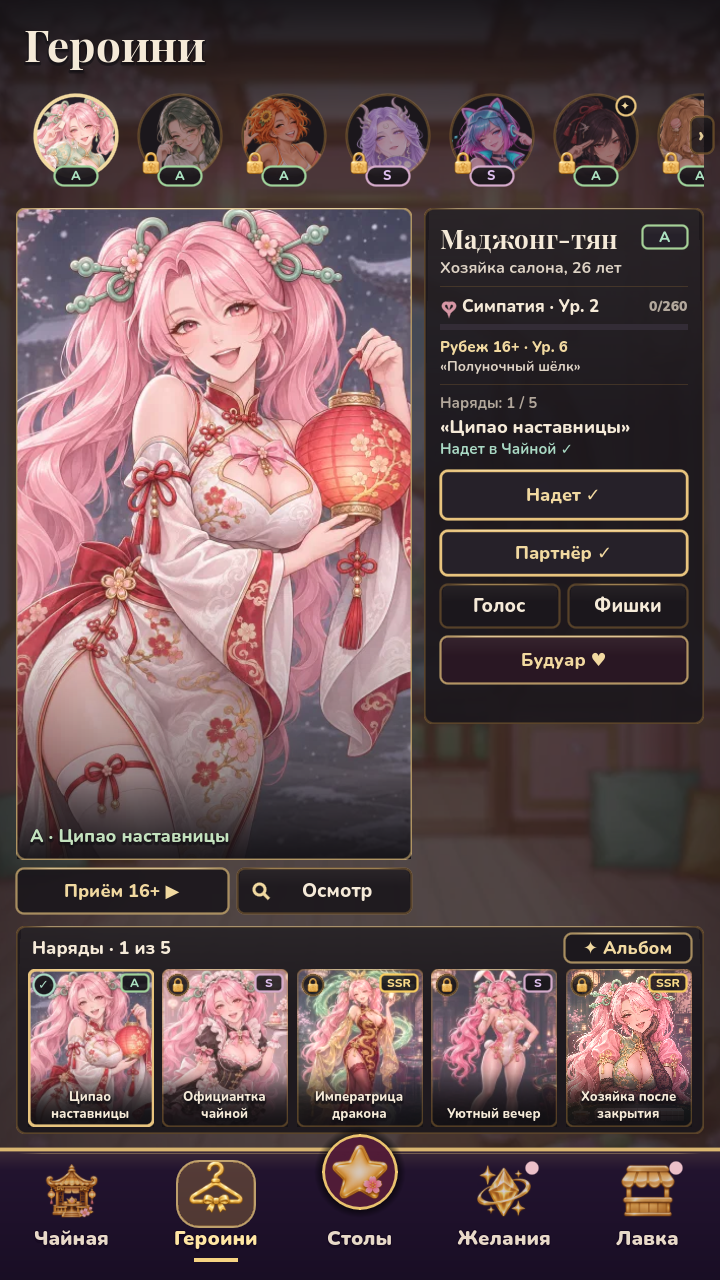 Героини
A
A
A
S
S
A
A
Маджонг-тян
A
Хозяйка салона, 26 лет
Симпатия · Ур. 2
0/260
Рубеж 16+ · Ур. 6
«Полуночный шёлк»
Наряды: 1 / 5
«Ципао наставницы»
Надет в Чайной ✓
Надет ✓
Партнёр ✓
Голос
Фишки
Будуар ♥
A · Ципао наставницы
Приём 16+ ▶
Осмотр
Наряды · 1 из 5
✦ Альбом
A
S
SSR
S
SSR
Ципао
наставницы
Официантка
чайной
Императрица
дракона
Уютный вечер
Хозяйка после
закрытия
Чайная
Героини
Столы
Желания
Лавка